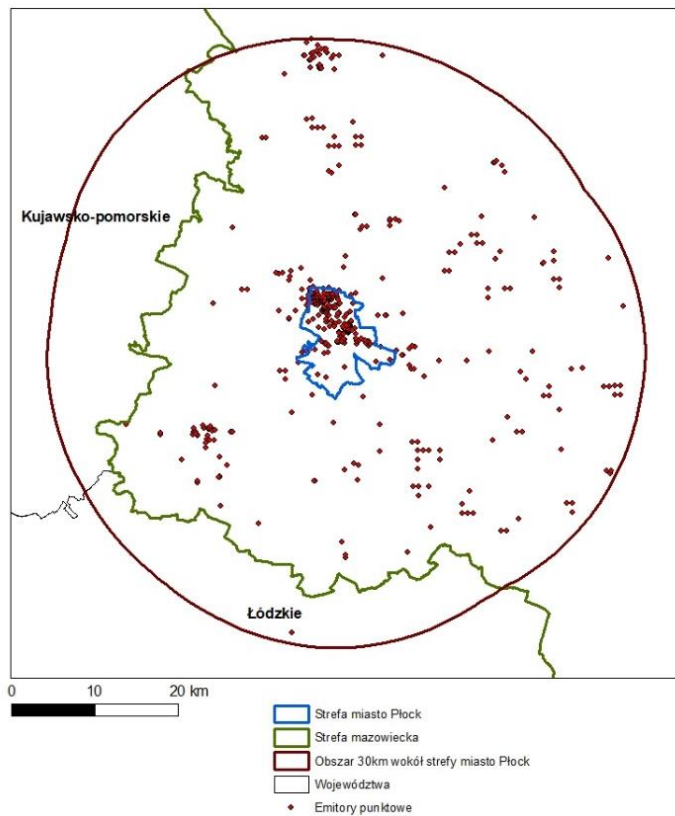 Kujawsko-pomorskie
Łódzkie
0 10 20 km
Strefa miasto Płock
Strefa mazowiecka
Obszar 30km wokół strefy miasto Płock
Województwa
Emitory punktowe